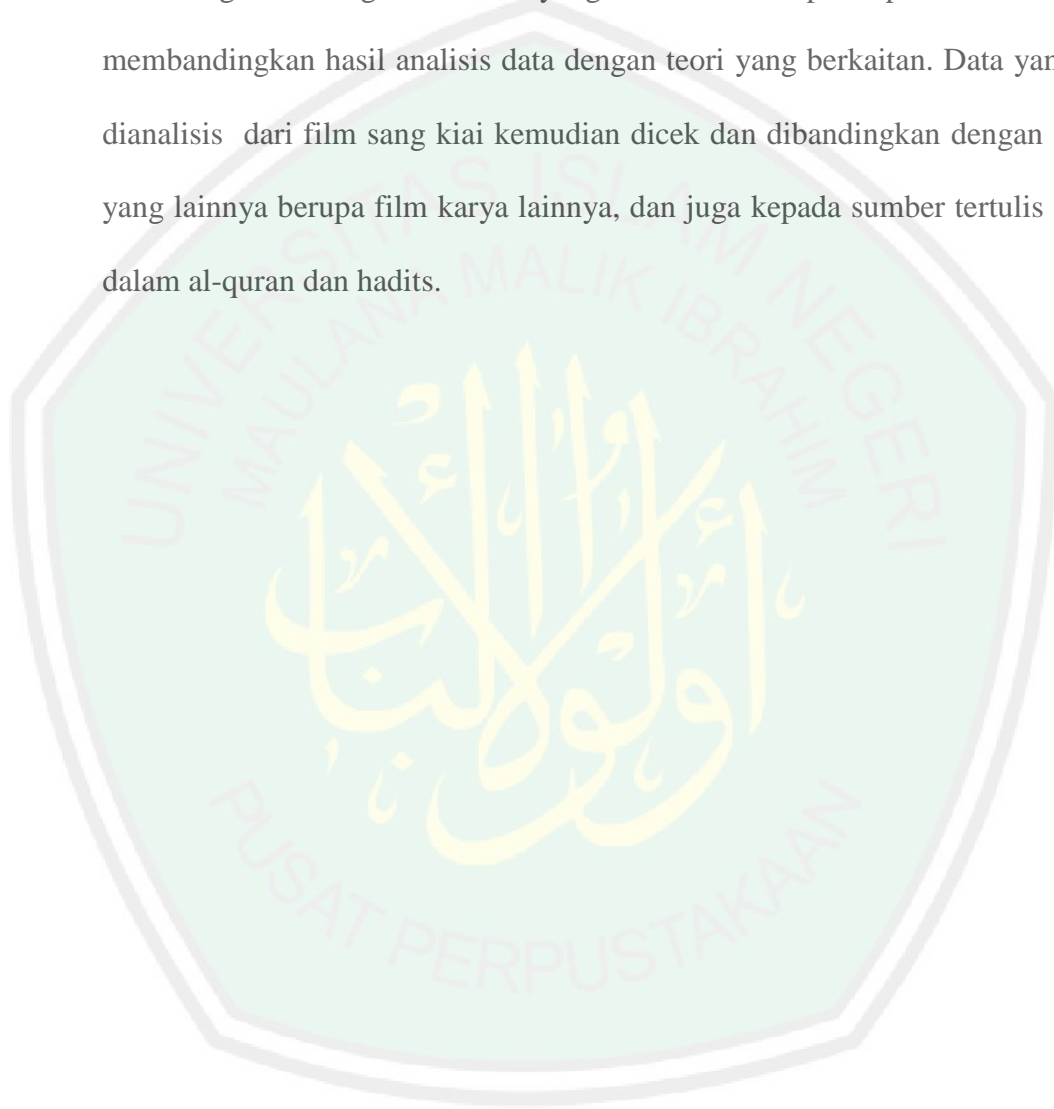 membandingkan hasil analisis data dengan teori yang berkaitan. Data
dianalisis dari film sang kiai kemudian dicek dan dibandingkan dengan
yang lainnya berupa film karya lainnya, dan juga kepada sumber tertulis
dalam al-quran dan hadits.
UNIVERSITAS ISLAM NEGERI
MAULANA MALIK IBRAHIM
أولوا الألباب
PUSAT PERPUSTAKAAN